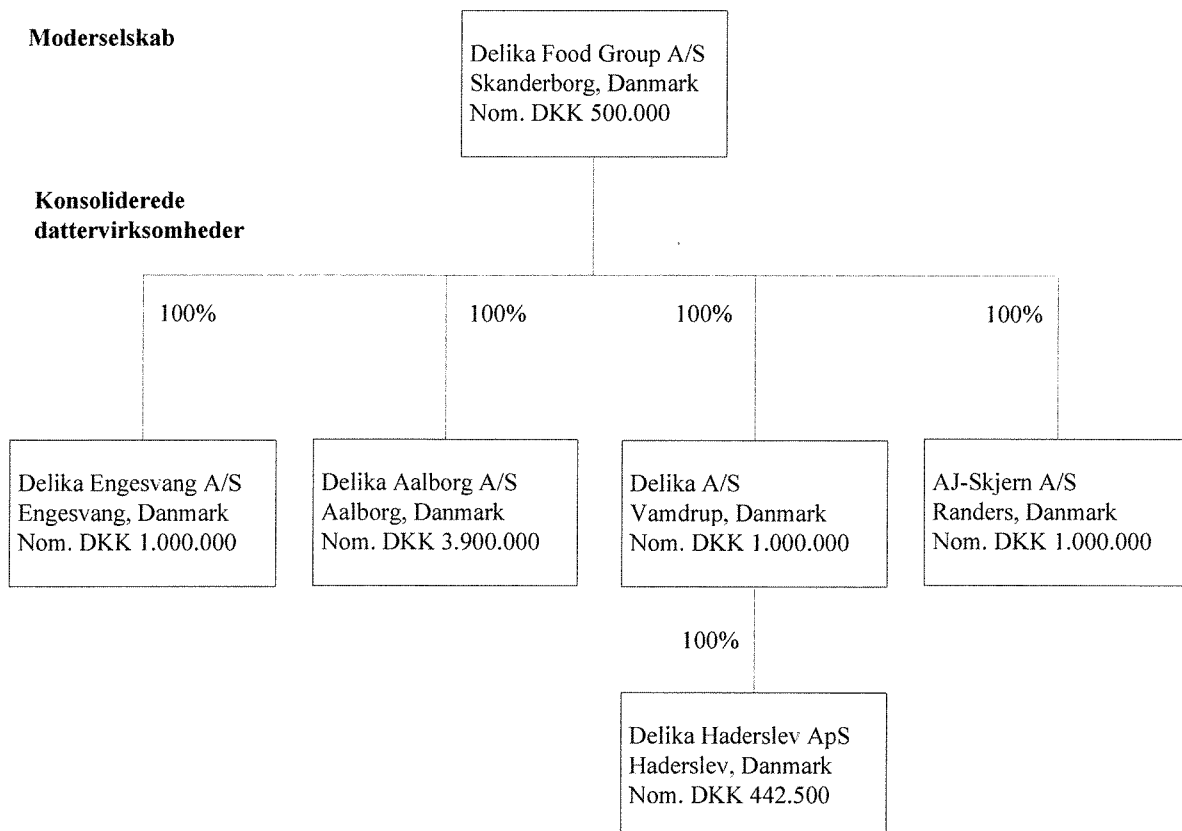 Moderselskab
Delika Food Group A/S
Skanderborg, Danmark
Nom. DKK 500.000
Konsoliderede
dattervirksomheder
100%
100%
100%
100%
Delika Engesvang A/S
Engesvang, Danmark
Nom. DKK 1.000.000
Delika Aalborg A/S
Aalborg, Danmark
Nom. DKK 3.900.000
Delika A/S
Vamdrup, Danmark
Nom. DKK 1.000.000
AJ-Skjern A/S
Randers, Danmark
Nom. DKK 1.000.000
100%
Delika Haderslev ApS
Haderslev, Danmark
Nom. DKK 442.500